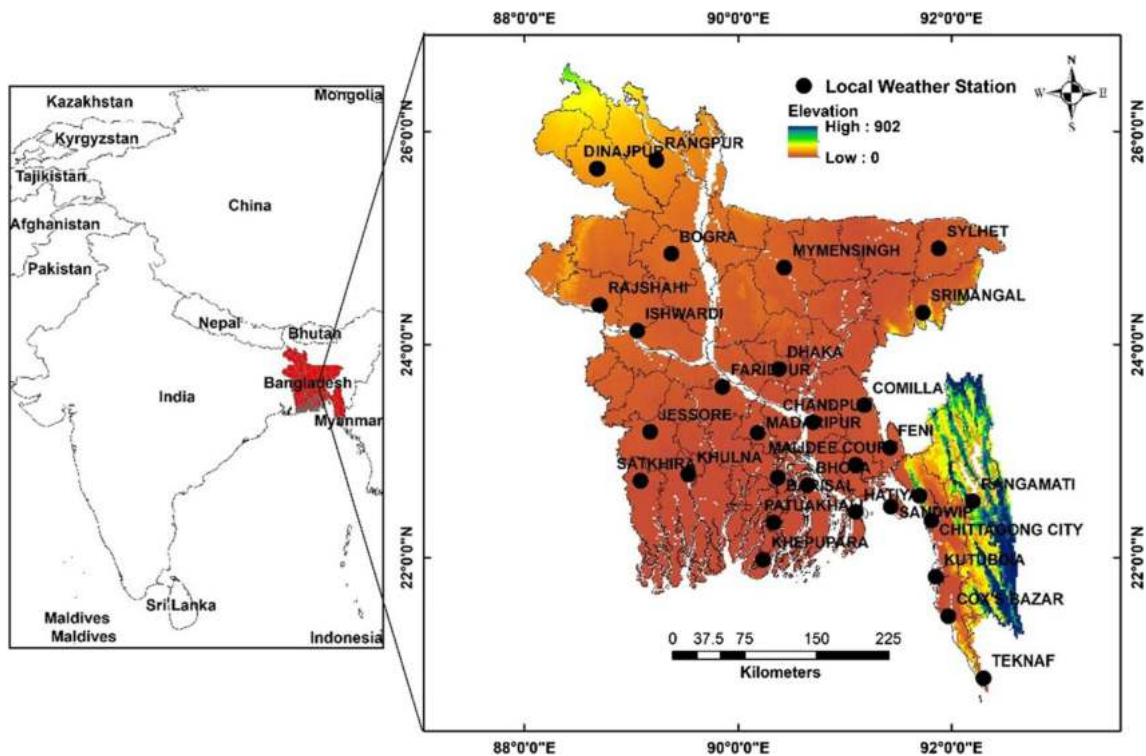 Kazakhstan
Mongolia
Kyrgyzstan
Tajikistan
China
Afghanistan
Pakistan
Nepal
Bhutan
India
Bangladesh
Myanmar
Sri Lanka
Maldives
Maldives
Indonesia
88°0'0"E
90°0'0"E
92°0'0"E
26°0'0"N
24°0'0"N
22°0'0"N
Local Weather Station
Elevation
High : 902
Low : 0
N
W
E
S
DINAJPUR
RANGPUR
BOGRA
MYMENSINGH
SYLHET
RAJSHAHI
SRIMANGAL
ISHWARDI
DHAKA
FARIDPUR
COMILLA
CHANDPUR
JESSORE
MADARIPUR
FENI
MAIJDEE COURT
KHULNA
SATKHIRA
BHOLA
BARISAL
RANGAMATI
HATIYA
PATUAKHALI
SANDWIP
CHITTAGONG CITY
KHEPUPARA
KUTUBDIA
COX'S BAZAR
TEKNAF
0 37.5 75 150 225
Kilometers
26°0'0"N
24°0'0"N
22°0'0"N
88°0'0"E
90°0'0"E
92°0'0"E